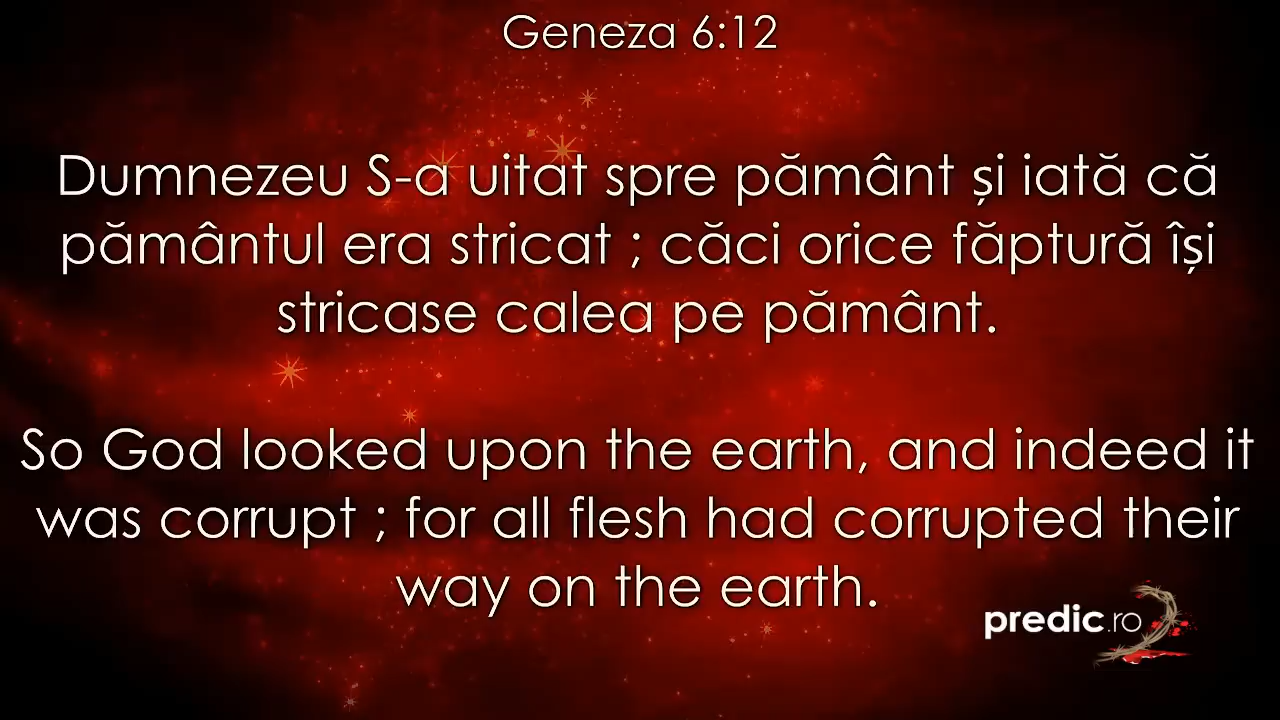 Geneza 6:12
Dumnezeu S-a uitat spre pământ și iată că
pământul era stricat ; căci orice făptură își
stricase calea pe pământ.
So God looked upon the earth, and indeed it
was corrupt ; for all flesh had corrupted their
way on the earth.
predic.ro